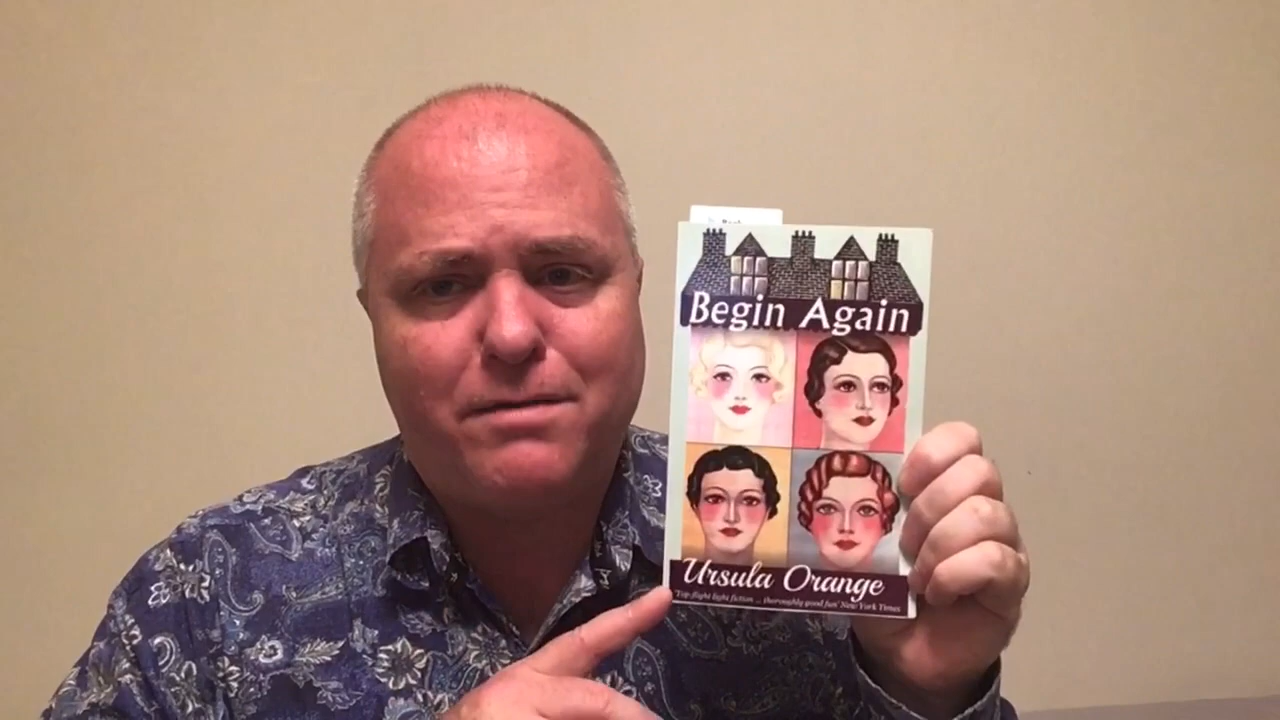 Begin Again
Ursula Orange
'Top-flight light fiction ... thoroughly good fun' New York Times